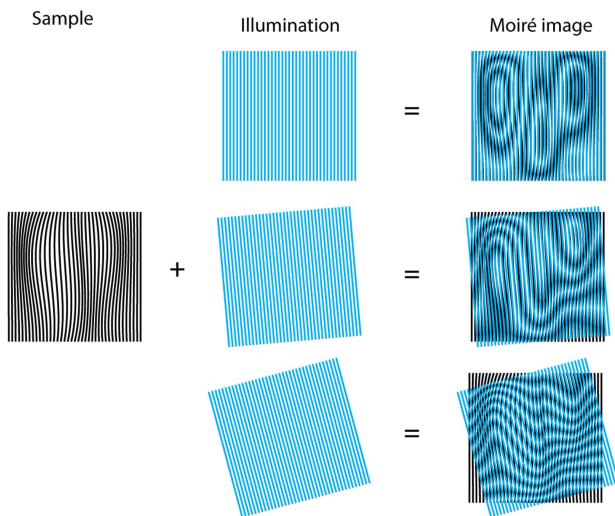 Sample
Illumination
Moiré image
=
+
=
=